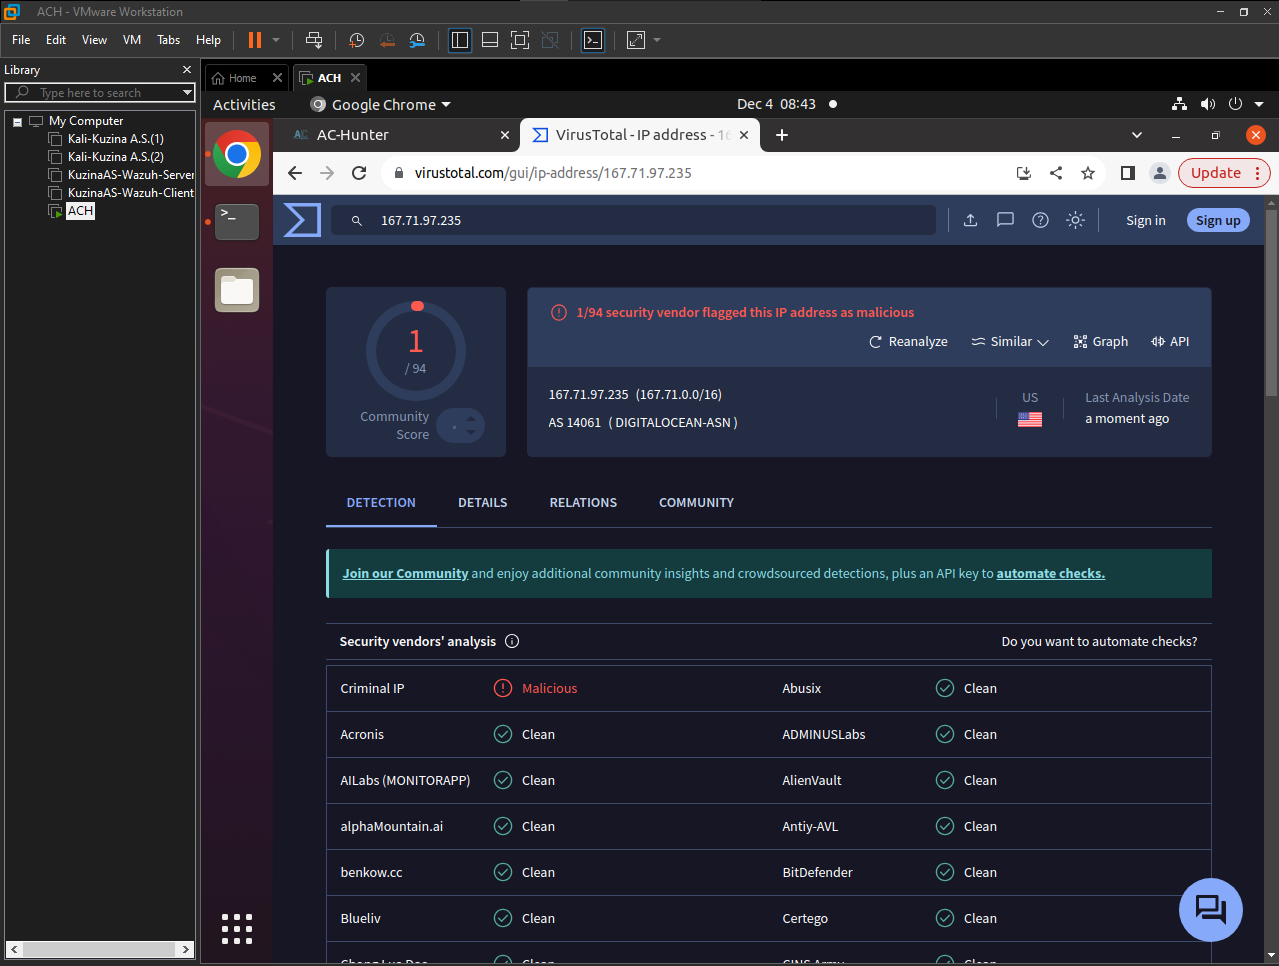 ACH - VMware Workstation
File Edit View VM Tabs Help
Library
Type here to search
My Computer
Kali-Kuzina A.S.(1)
Kali-Kuzina A.S.(2)
KuzinaAS-Wazuh-Server
KuzinaAS-Wazuh-Client
ACH
Home
ACH
Activities
Google Chrome
Dec 4 08:43
AC-Hunter
VirusTotal - IP address - 16
Update
virustotal.com/gui/ip-address/167.71.97.235
167.71.97.235
Sign in
Sign up
1
/ 94
Community
Score
1/94 security vendor flagged this IP address as malicious
Reanalyze
Similar
Graph
API
167.71.97.235 (167.71.0.0/16)
AS 14061 ( DIGITALOCEAN-ASN )
US
Last Analysis Date
a moment ago
DETECTION
DETAILS
RELATIONS
COMMUNITY
Join our Community and enjoy additional community insights and crowdsourced detections, plus an API key to automate checks.
Security vendors' analysis
Do you want to automate checks?
Criminal IP Malicious Abusix Clean
Acronis Clean ADMINUSLabs Clean
AILabs (MONITORAPP) Clean AlienVault Clean
alphaMountain.ai Clean Antiy-AVL Clean
benkow.cc Clean BitDefender Clean
Blueliv Clean Certego Clean